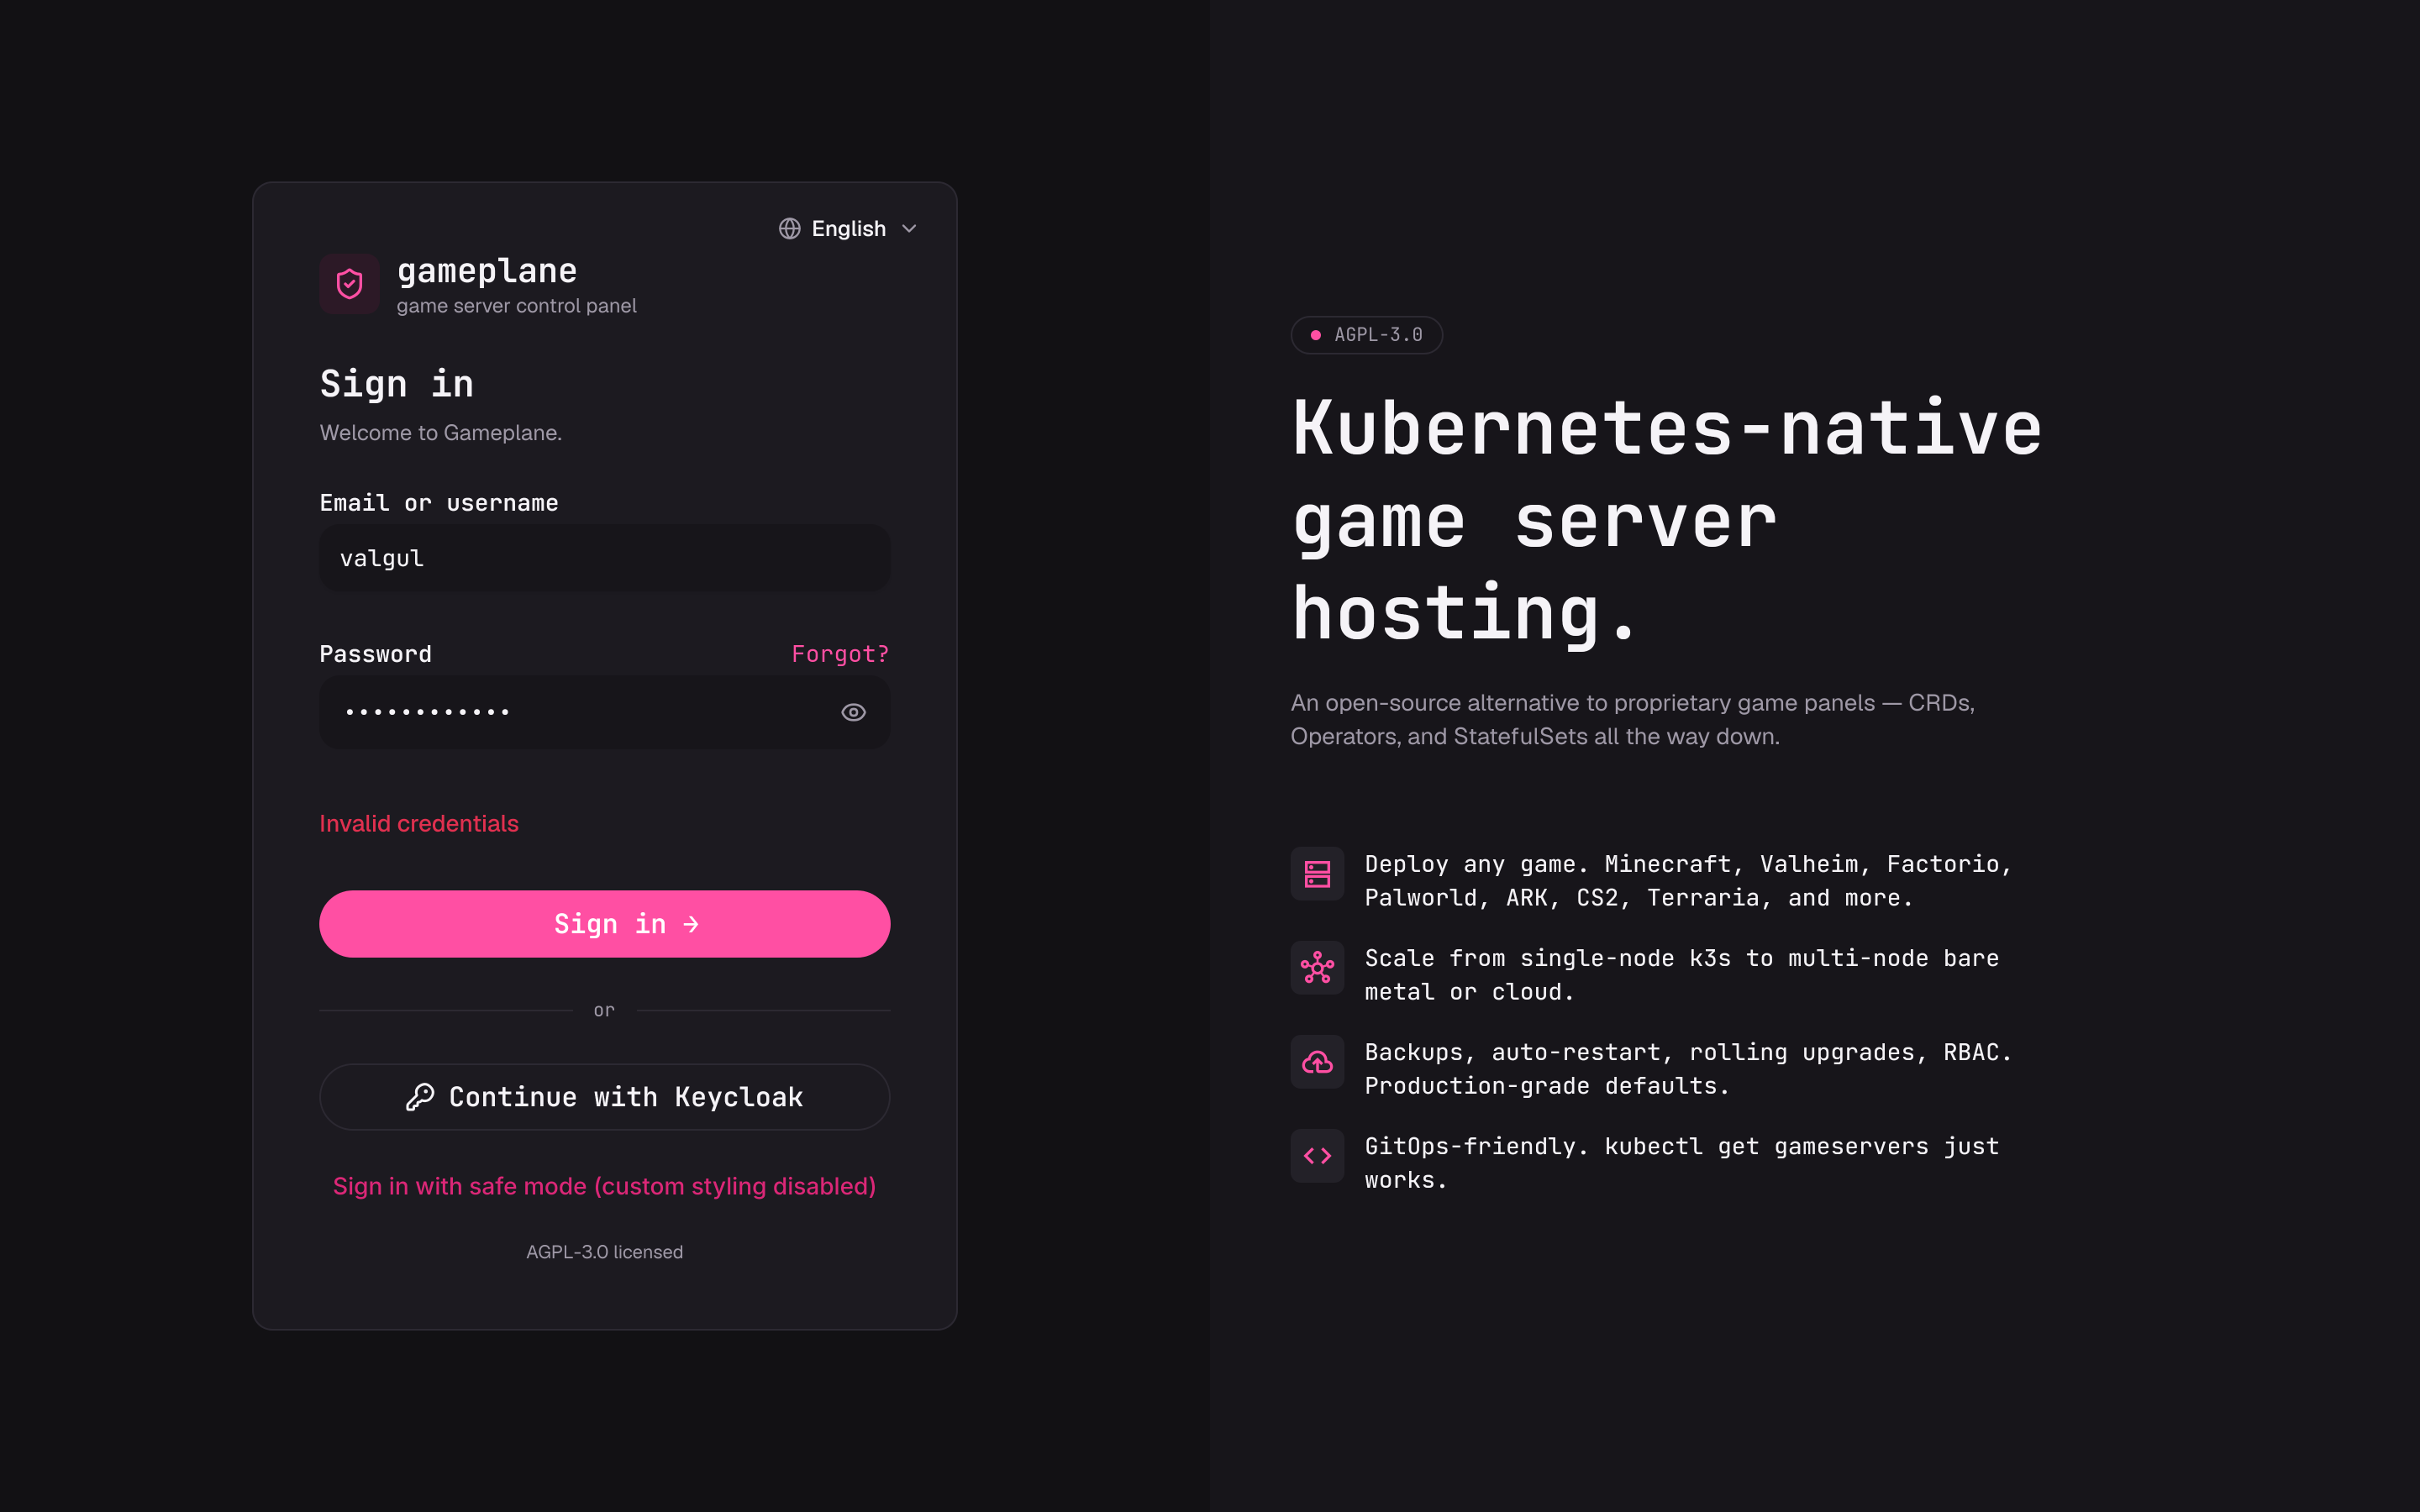 English
gameplane
game server control panel
Sign in
Welcome to Gameplane.
Email or username
valgul
Password
Forgot?
••••••••••••
Invalid credentials
Sign in →
or
Continue with Keycloak
Sign in with safe mode (custom styling disabled)
AGPL-3.0 licensed
AGPL-3.0
Kubernetes-native
game server
hosting.
An open-source alternative to proprietary game panels — CRDs,
Operators, and StatefulSets all the way down.
Deploy any game. Minecraft, Valheim, Factorio,
Palworld, ARK, CS2, Terraria, and more.
Scale from single-node k3s to multi-node bare
metal or cloud.
Backups, auto-restart, rolling upgrades, RBAC.
Production-grade defaults.
GitOps-friendly. kubectl get gameservers just
works.